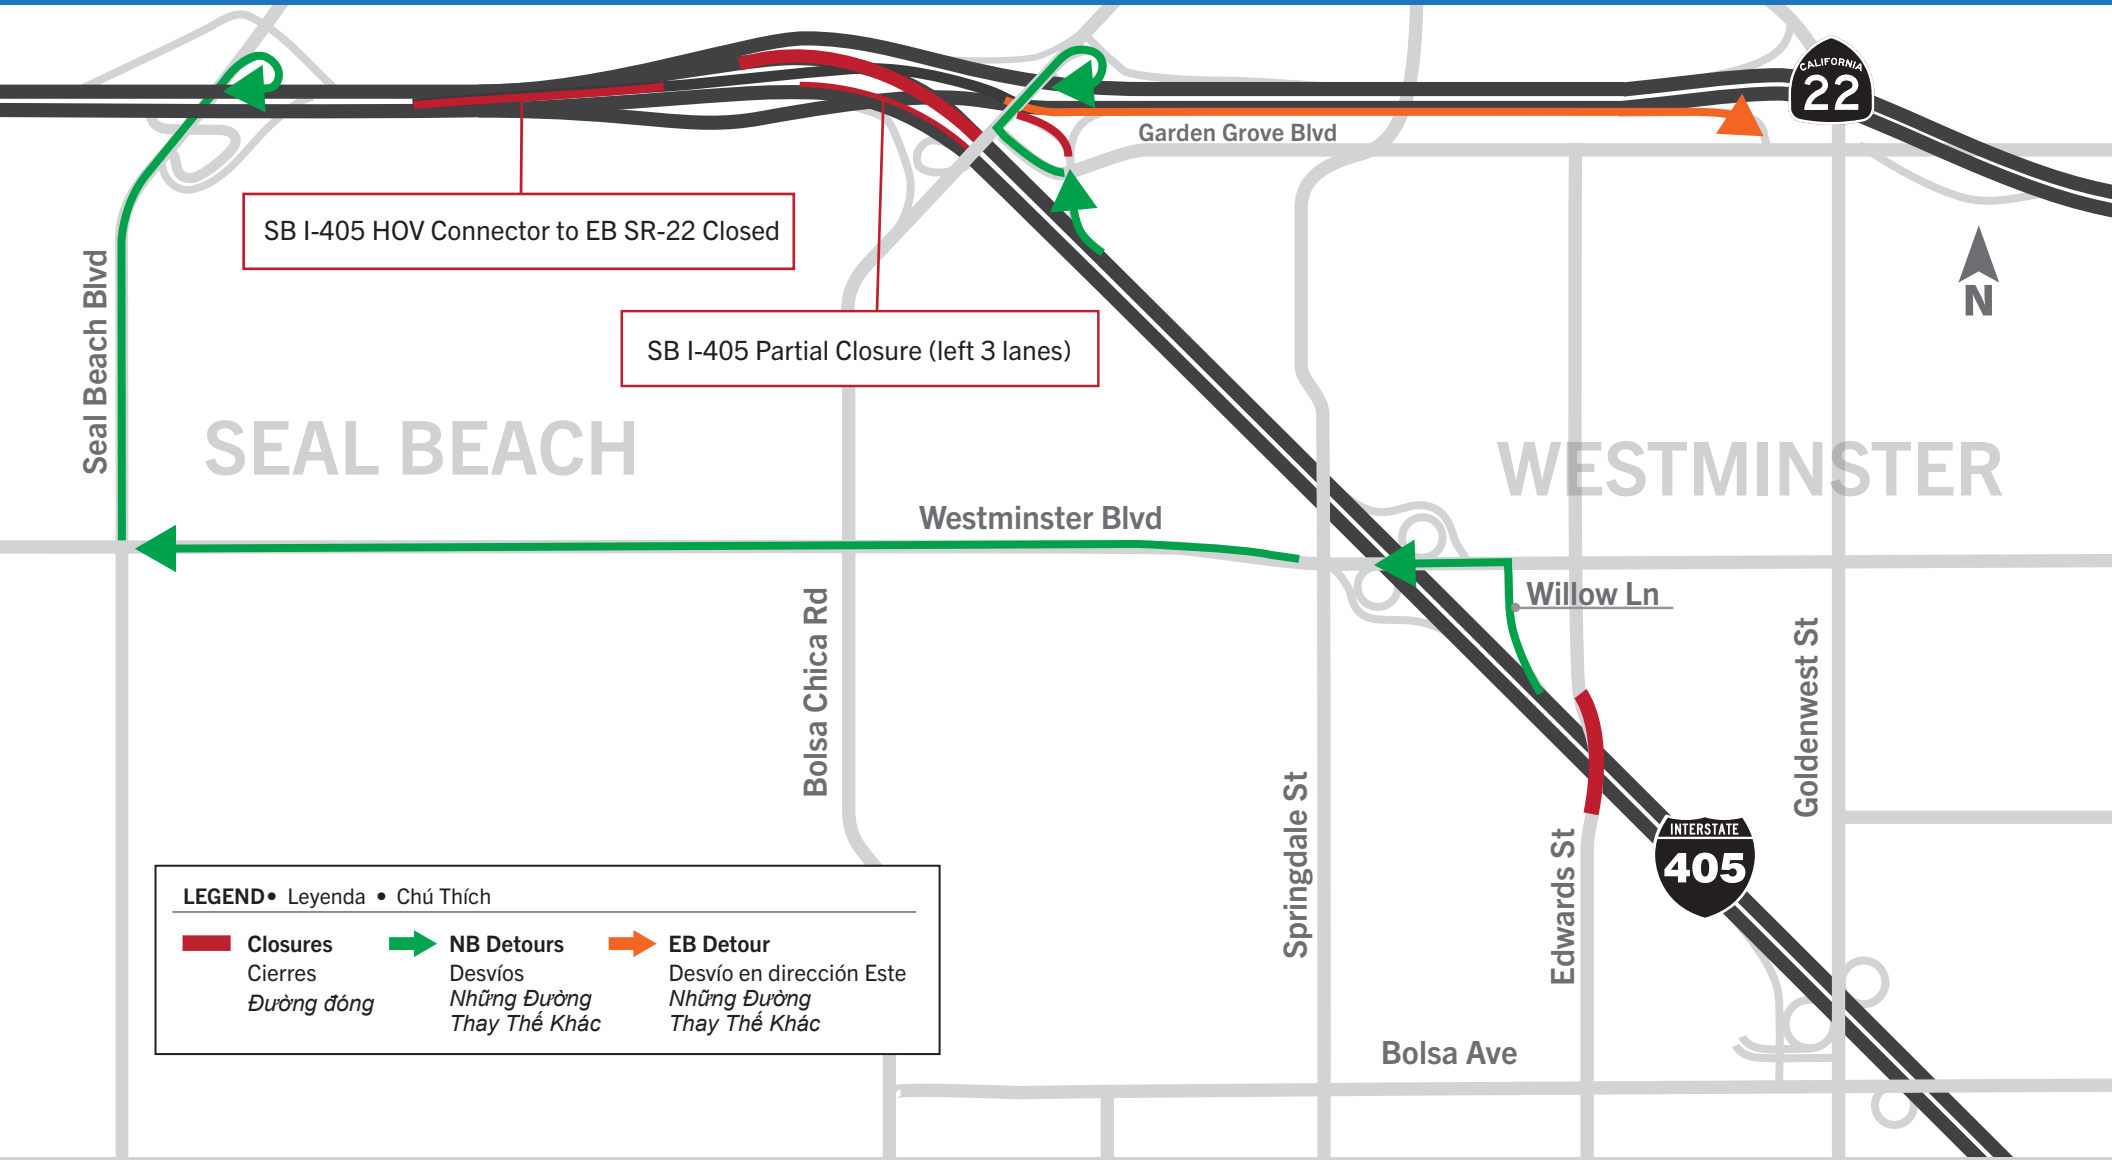 CALIFORNIA
22
Garden Grove Blvd
SB I-405 HOV Connector to EB SR-22 Closed
N
SB I-405 Partial Closure (left 3 lanes)
Seal Beach Blvd
SEAL BEACH
WESTMINSTER
Westminster Blvd
Willow Ln
Bolsa Chica Rd
Goldenwest St
Springdale St
Edwards St
INTERSTATE
405
LEGEND • Leyenda • Chú Thích
Closures
Cierres
Đường đóng
NB Detours
Desvíos
Những Đường
Thay Thế Khác
EB Detour
Desvío en dirección Este
Những Đường
Thay Thế Khác
Bolsa Ave